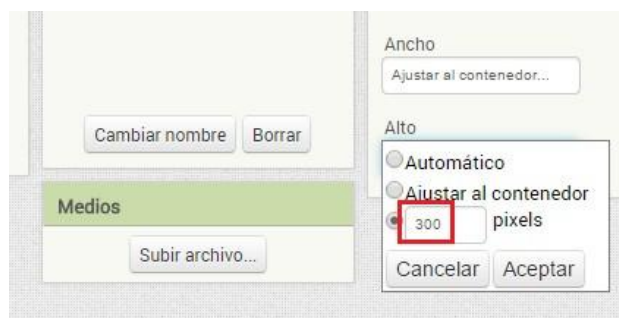 Ancho
Ajustar al contenedor...
Cambiar nombre
Borrar
Alto
Automático
Ajustar al contenedor
300 pixels
Cancelar
Aceptar
Medios
Subir archivo...